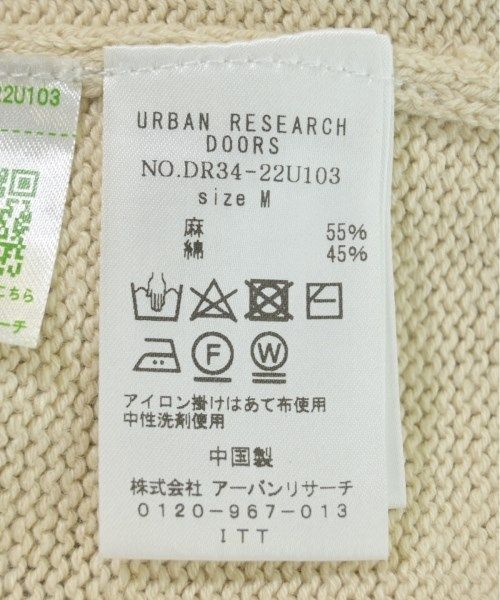 22U103
こちら
ーチ
URBAN RESEARCH
DOORS
NO.DR34-22U103
size M
麻 55%
綿 45%
F W
アイロン掛けはあて布使用
中性洗剤使用
中国製
株式会社 アーバンリサーチ
0120-967-013
ITT